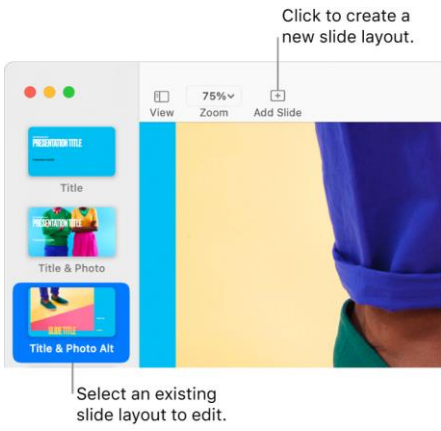 Click to create a
new slide layout.
75%
View
Zoom
Add Slide
PRESENTATION TITLE
Title
PRESENTATION TITLE
Title & Photo
SLIDE TITLE
Title & Photo Alt
Select an existing
slide layout to edit.